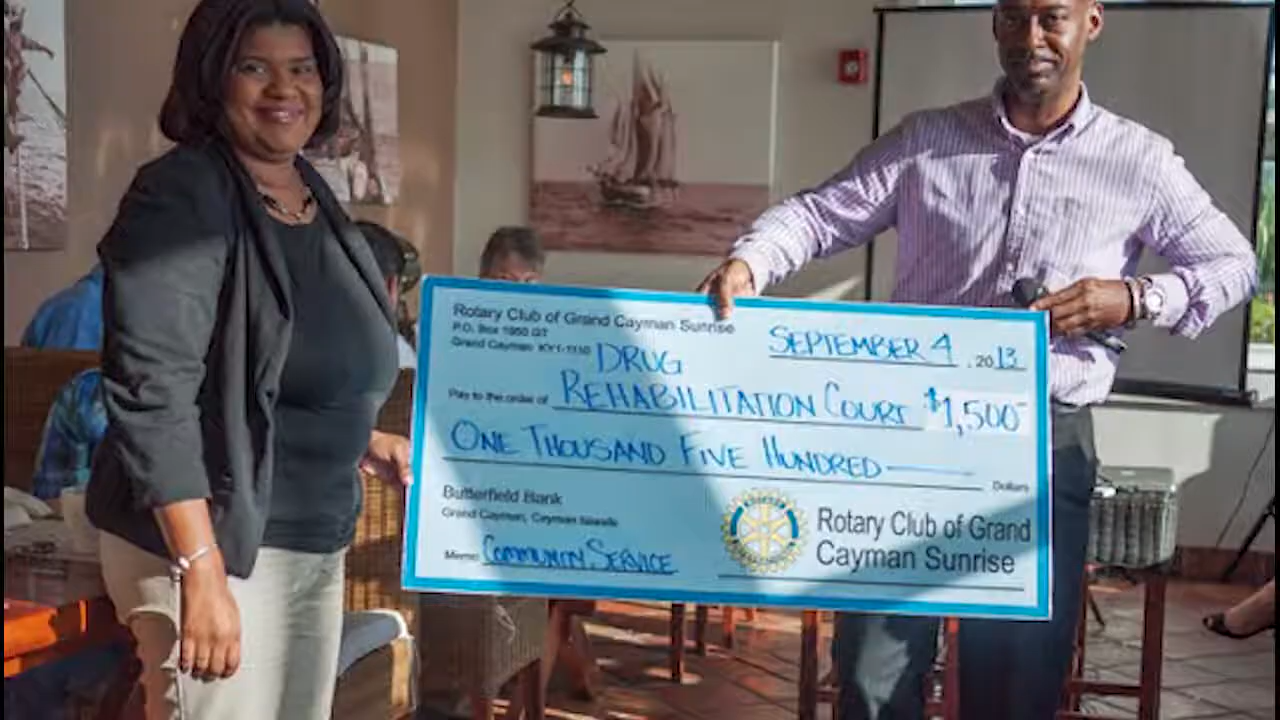 Rotary Club of Grand Cayman Sunrise
P.O. Box 1950 GT
Grand Cayman KY1-1110
SEPTEMBER 4, 2013
DRUG
Pay to the order of REHABILITATION COURT $1,500
ONE THOUSAND FIVE HUNDRED Dollars
Butterfield Bank
Grand Cayman, Cayman Islands
Memo: COMMUNITY SERVICE
Rotary Club of Grand
Cayman Sunrise